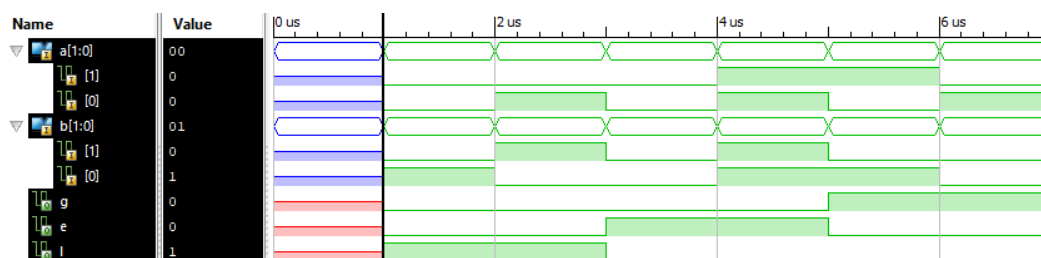 Name Value 0 us 2 us 4 us 6 us
a[1:0] 00
[1] 0
[0] 0
b[1:0] 01
[1] 0
[0] 1
g 0
e 0
l 1